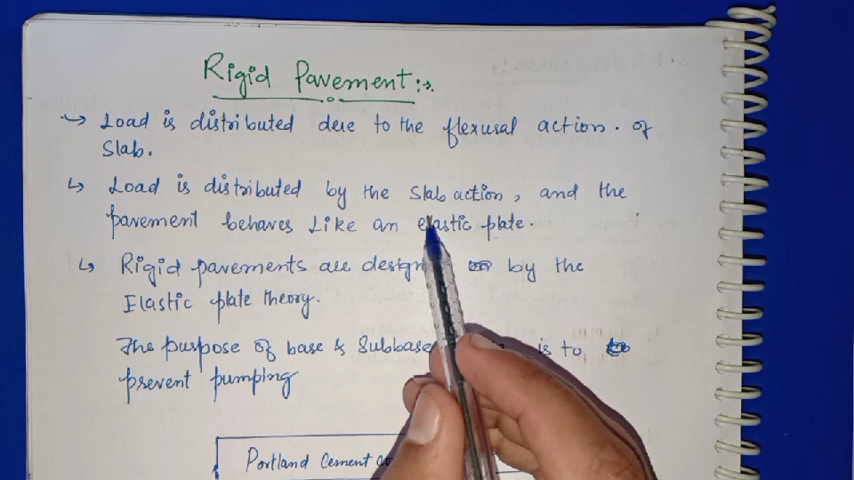 Rigid Pavement:-
Load is distributed due to the flexural action. of
Slab.
Load is distributed by the slab action, and the
pavement behaves Like an elastic plate.
Rigid pavements are design by the
Elastic plate theory.
The purpose of base & Subbase is to
prevent pumping
Portland Cement